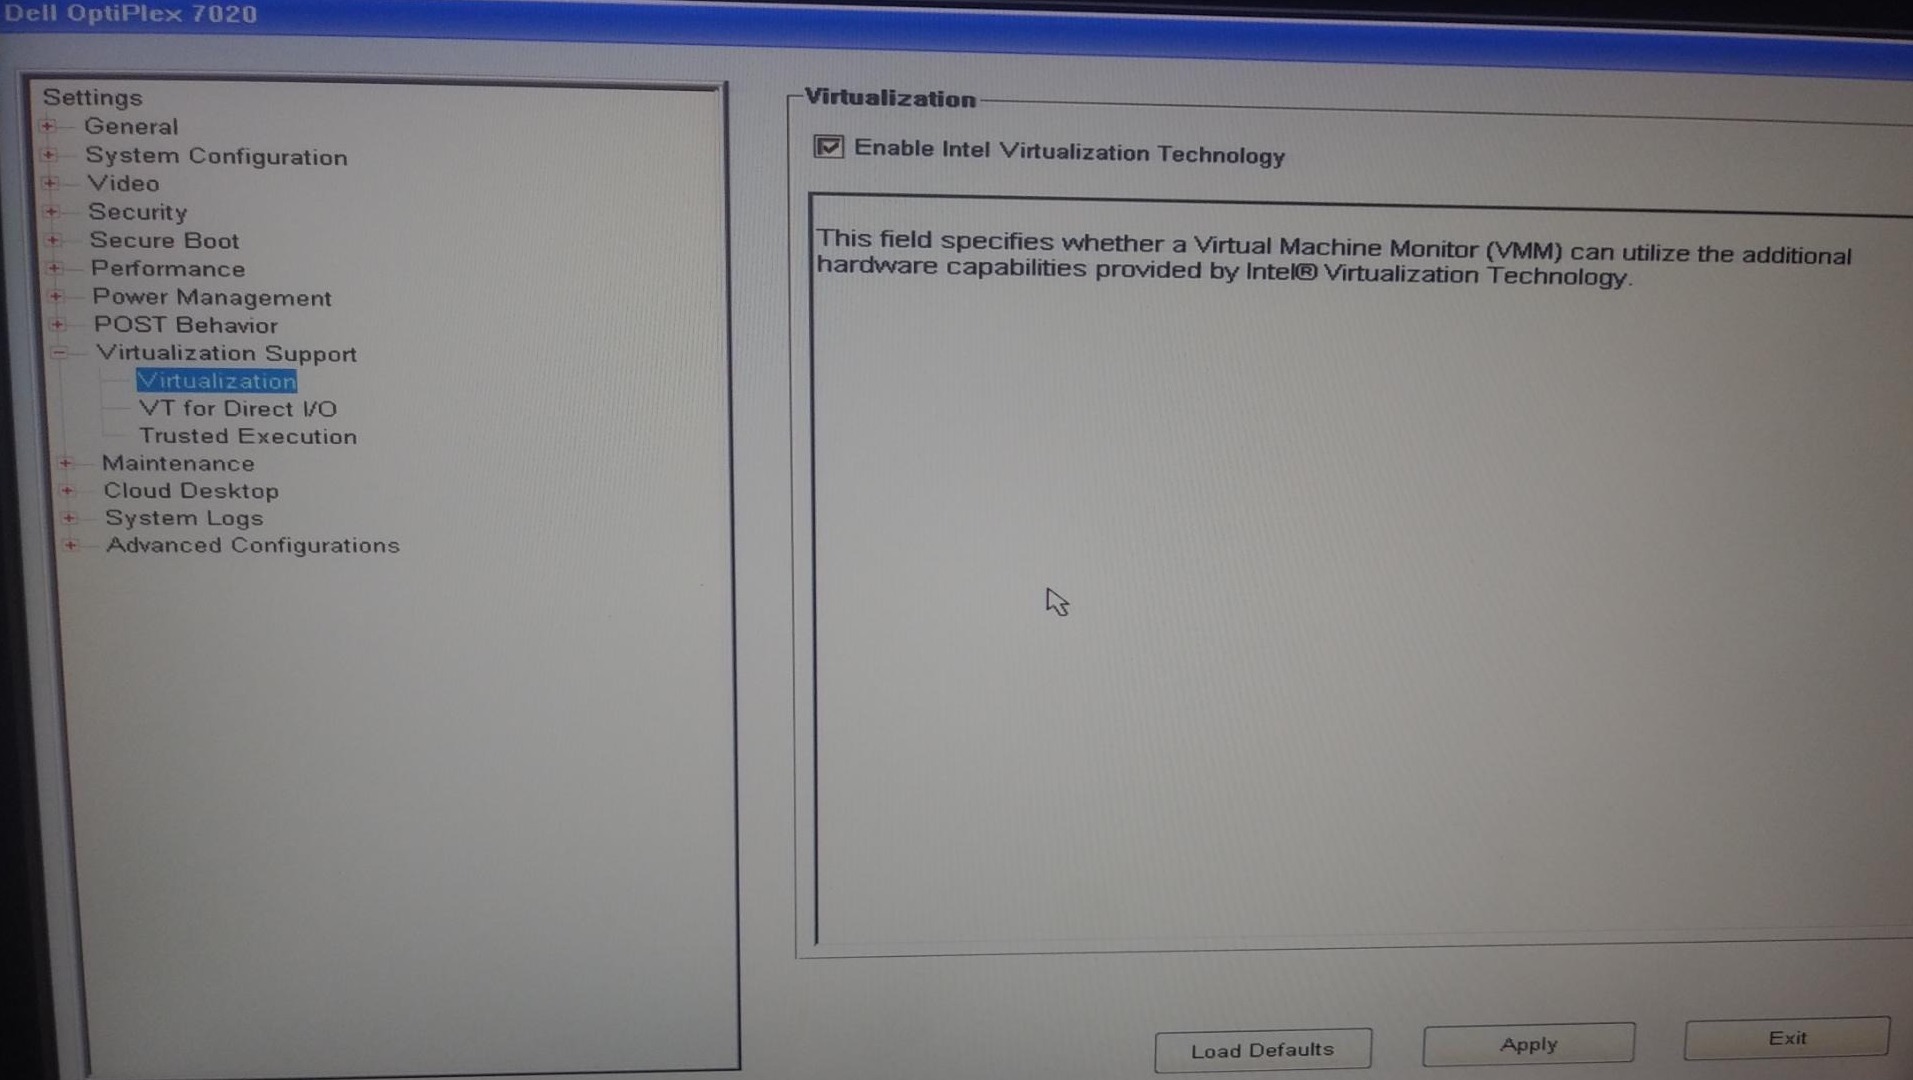 Dell OptiPlex 7020
Settings
General
System Configuration
Video
Security
Secure Boot
Performance
Power Management
POST Behavior
Virtualization Support
Virtualization
VT for Direct I/O
Trusted Execution
Maintenance
Cloud Desktop
System Logs
Advanced Configurations
Virtualization
Enable Intel Virtualization Technology
This field specifies whether a Virtual Machine Monitor (VMM) can utilize the additional
hardware capabilities provided by Intel® Virtualization Technology.
Load Defaults
Apply
Exit